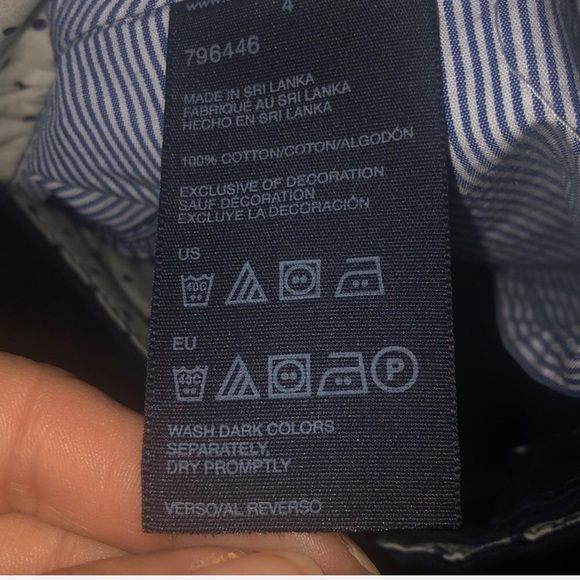 4
796446
MADE IN SRI LANKA
FABRIQUÉ AU SRI LANKA
HECHO EN SRI LANKA
100% COTTON/COTON/ALGODÓN
EXCLUSIVE OF DECORATION
SAUF DÉCORATION
EXCLUYE LA DECORACIÓN
US
40C
EU
40C P
WASH DARK COLORS
SEPARATELY,
DRY PROMPTLY
VERSO/AL REVERSO